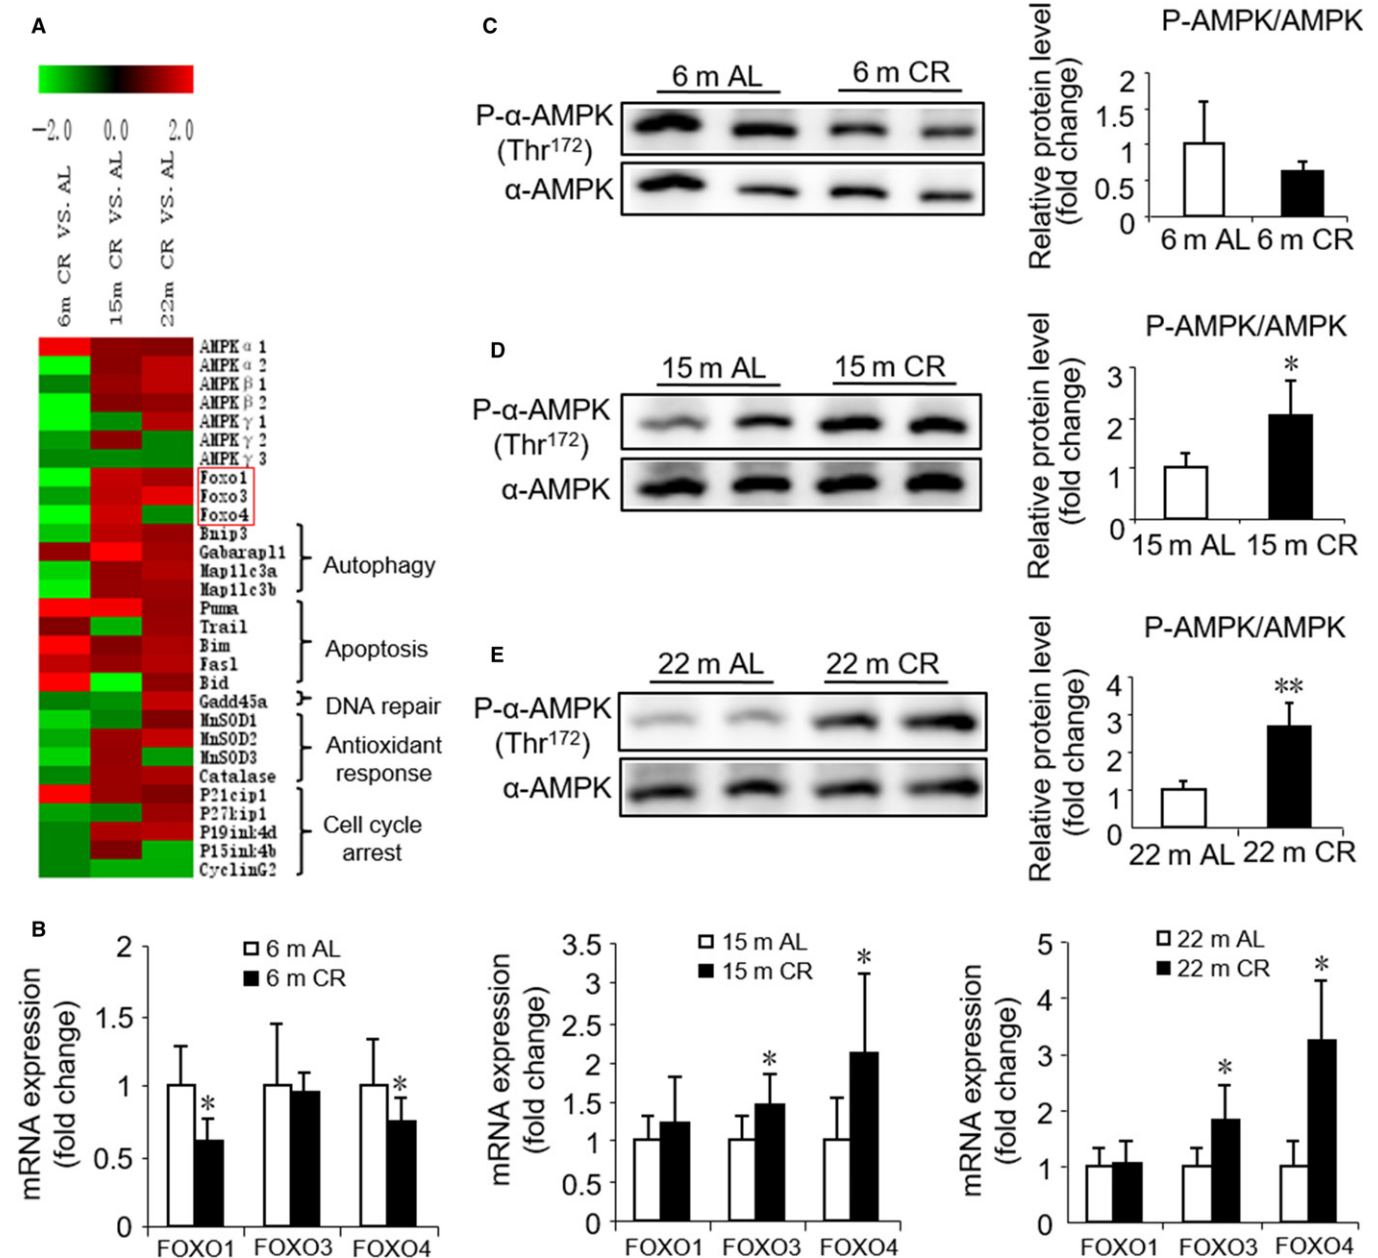 A
−2.0 0.0 2.0
6m CR VS. AL
15m CR VS. AL
22m CR VS. AL
AMPKα1
AMPKα2
AMPKβ1
AMPKβ2
AMPKγ1
AMPKγ2
AMPKγ3
Foxo1
Foxo3
Foxo4
Bnip3
Gabarapl1
Map1lc3a
Map1lc3b
Puma
Trail
Bim
Fasl
Bid
Gadd45a
MnSOD1
MnSOD2
MnSOD3
Catalase
P21cip1
P27kip1
P19ink4d
P15ink4b
CyclinG2
Autophagy
Apoptosis
DNA repair
Antioxidant
response
Cell cycle
arrest
B
mRNA expression
(fold change)
2
1.5
1
0.5
0
6 m AL
6 m CR
*
*
FOXO1 FOXO3 FOXO4
mRNA expression
(fold change)
3.5
3
2.5
2
1.5
1
0.5
0
15 m AL
15 m CR
*
*
FOXO1 FOXO3 FOXO4
mRNA expression
(fold change)
5
4
3
2
1
0
22 m AL
22 m CR
*
*
FOXO1 FOXO3 FOXO4
C
6 m AL 6 m CR
P-α-AMPK
(Thr172)
α-AMPK
P-AMPK/AMPK
Relative protein level
(fold change)
2
1.5
1
0.5
0
6 m AL 6 m CR
D
15 m AL 15 m CR
P-α-AMPK
(Thr172)
α-AMPK
P-AMPK/AMPK
Relative protein level
(fold change)
3
2
1
0
*
15 m AL 15 m CR
E
22 m AL 22 m CR
P-α-AMPK
(Thr172)
α-AMPK
P-AMPK/AMPK
Relative protein level
(fold change)
4
3
2
1
0
**
22 m AL 22 m CR